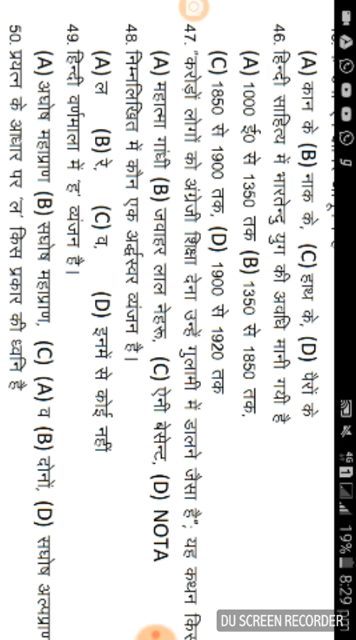 19% 8:29 pm
(A) कान के (B) नाक के, (C) हाथ के, (D) पैरों के
46. हिन्दी साहित्य में भारतेन्दु युग की अवधि मानी गयी है
(A) 1000 ई0 से 1350 तक (B) 1350 से 1850 तक,
(C) 1850 से 1900 तक, (D) 1900 से 1920 तक
47. "करोड़ों लोगों को अंग्रेजी शिक्षा देना उन्हें गुलामी में डालने जैसा है"; यह कथन किस
(A) महात्मा गांधी (B) जवाहर लाल नेहरू, (C) ऐनी बेसेन्ट, (D) NOTA
48. निम्नलिखित में कौन एक अर्द्धस्वर व्यंजन है।
(A) ल (B) रे, (C) व, (D) इनमें से कोई नहीं
49. हिन्दी वर्णमाला में 'ह' व्यंजन है।
(A) अघोष महाप्राण (B) सघोष महाप्राण, (C) (A) व (B) दोनों, (D) सघोष अल्पप्राण
50. प्रयत्न के आधार पर 'ल' किस प्रकार की ध्वनि है
DU SCREEN RECORDER